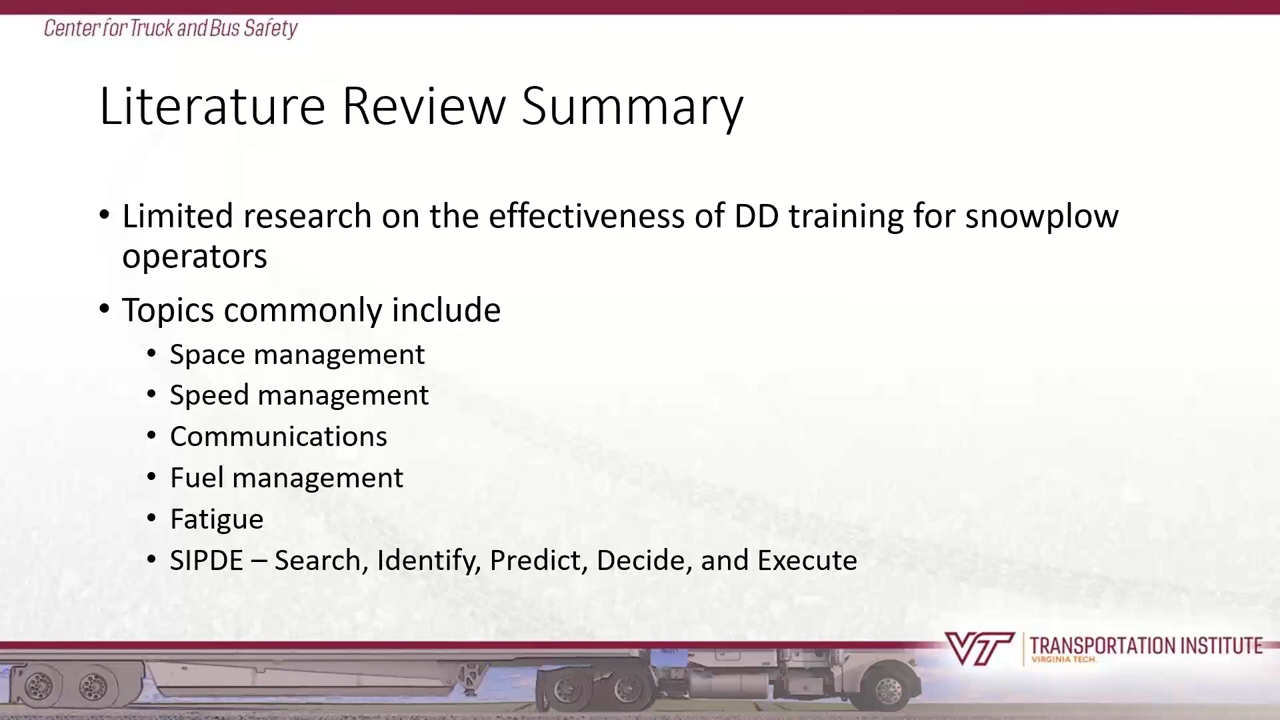 Center for Truck and Bus Safety
Literature Review Summary
• Limited research on the effectiveness of DD training for snowplow
operators
• Topics commonly include
• Space management
• Speed management
• Communications
• Fuel management
• Fatigue
• SIPDE – Search, Identify, Predict, Decide, and Execute
VT TRANSPORTATION INSTITUTE
VIRGINIA TECH